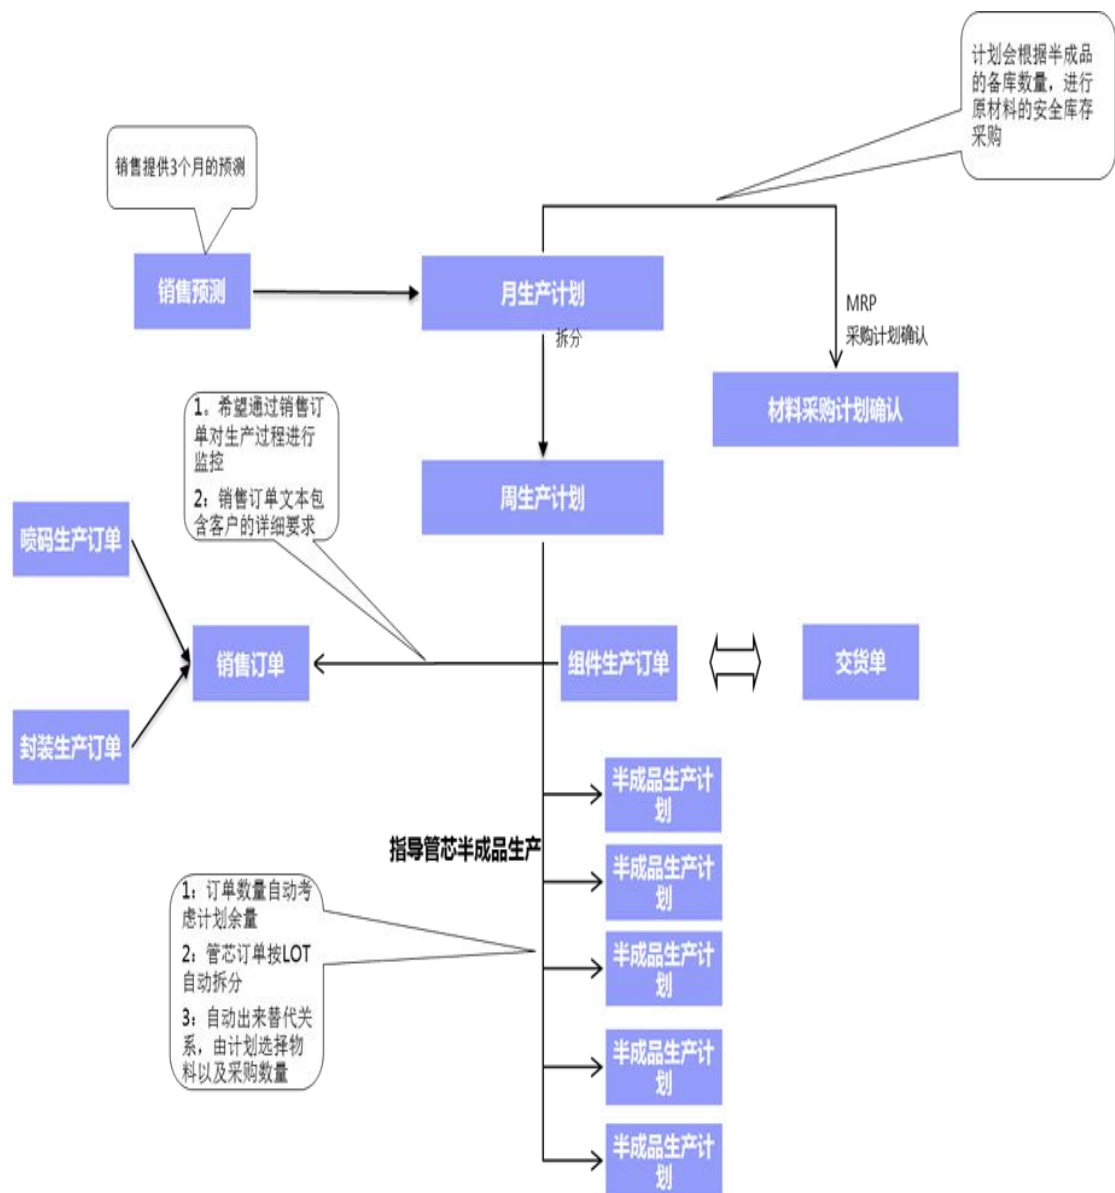 计划会根据半成品
的备库数量，进行
原材料的安全库存
采购
销售提供3个月的预测
销售预测
月生产计划
拆分
MRP
采购计划确认
材料采购计划确认
1。希望通过销售订
单对生产过程进行
监控
2：销售订单文本包
含客户的详细要求
周生产计划
喷码生产订单
销售订单
组件生产订单
交货单
封装生产订单
半成品生产计
划
指导管芯半成品生产
半成品生产计
划
1：订单数量自动考
虑计划余量
2：管芯订单按LOT
自动拆分
3：自动出来替代关
系，由计划选择物
料以及采购数量
半成品生产计
划
半成品生产计
划
半成品生产计
划